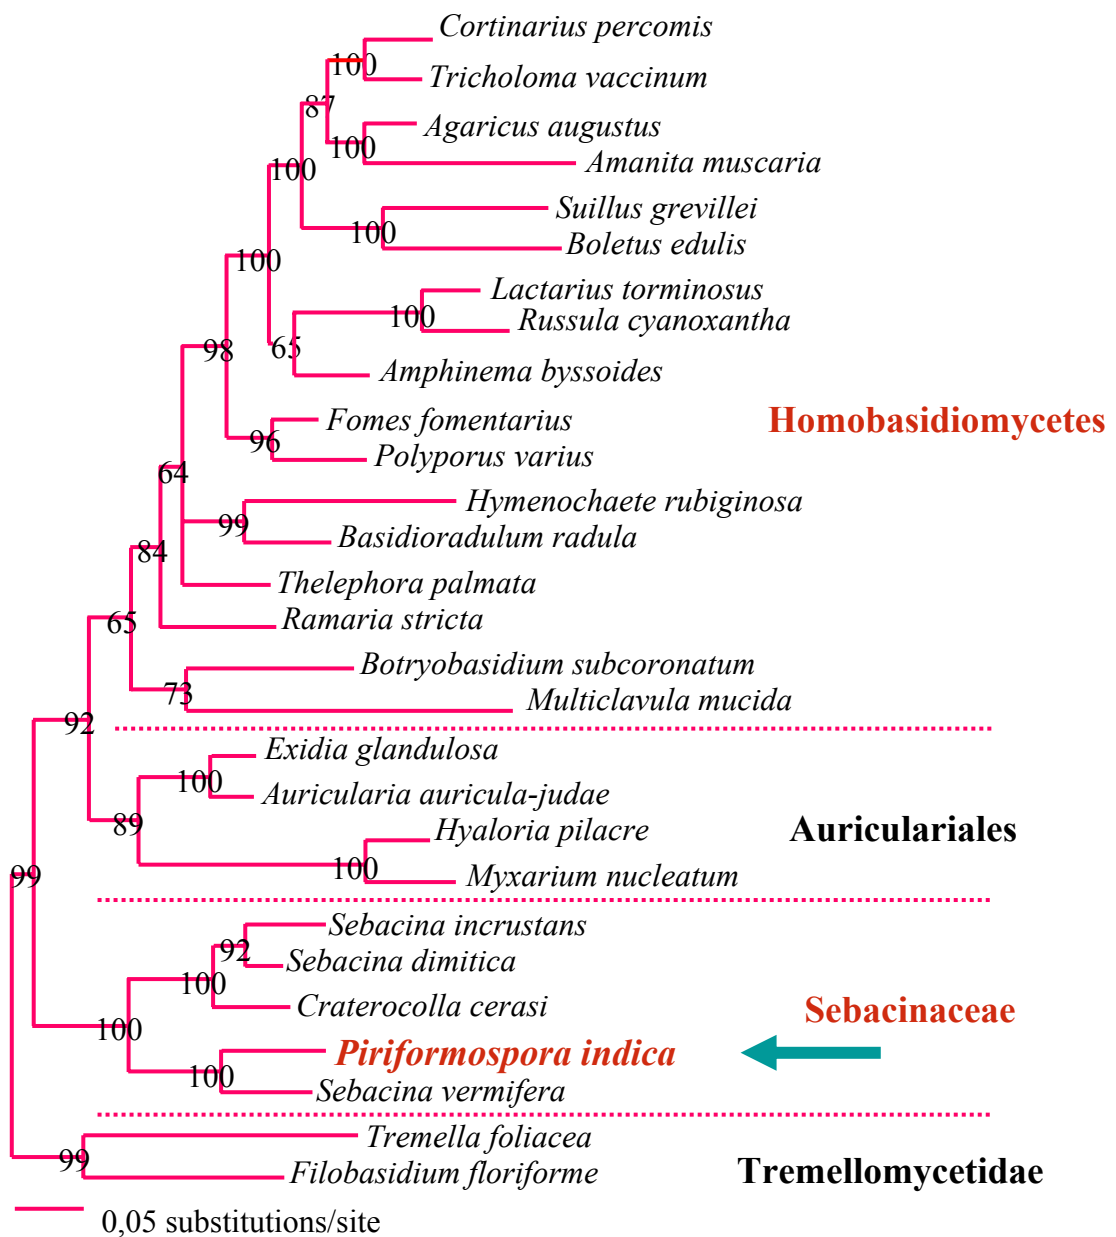 Cortinarius percomis
100
Tricholoma vaccinum
87
Agaricus augustus
100
Amanita muscaria
100
Suillus grevillei
100
Boletus edulis
100
Lactarius torminosus
100
Russula cyanoxantha
65
98
Amphinema byssoides
Fomes fomentarius
Homobasidiomycetes
96
Polyporus varius
64
Hymenochaete rubiginosa
99
Basidioradulum radula
84
Thelephora palmata
Ramaria stricta
65
Botryobasidium subcoronatum
73
Multiclavula mucida
92
Exidia glandulosa
100
Auricularia auricula-judae
89
Hyaloria pilacre
Auriculariales
100
Myxarium nucleatum
99
Sebacina incrustans
92
Sebacina dimitica
100
Craterocolla cerasi
Sebacinaceae
100
Piriformospora indica
100
Sebacina vermifera
Tremella foliacea
99
Filobasidium floriforme
Tremellomycetidae
0,05 substitutions/site